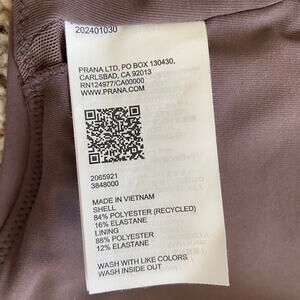 202401030
PRANA LTD, PO BOX 130430,
CARLSBAD, CA 92013
RN124977/CA00000
WWW.PRANA.COM
2065921
3848000
MADE IN VIETNAM
SHELL
84% POLYESTER (RECYCLED)
16% ELASTANE
LINING
88% POLYESTER
12% ELASTANE
WASH WITH LIKE COLORS
WASH INSIDE OUT